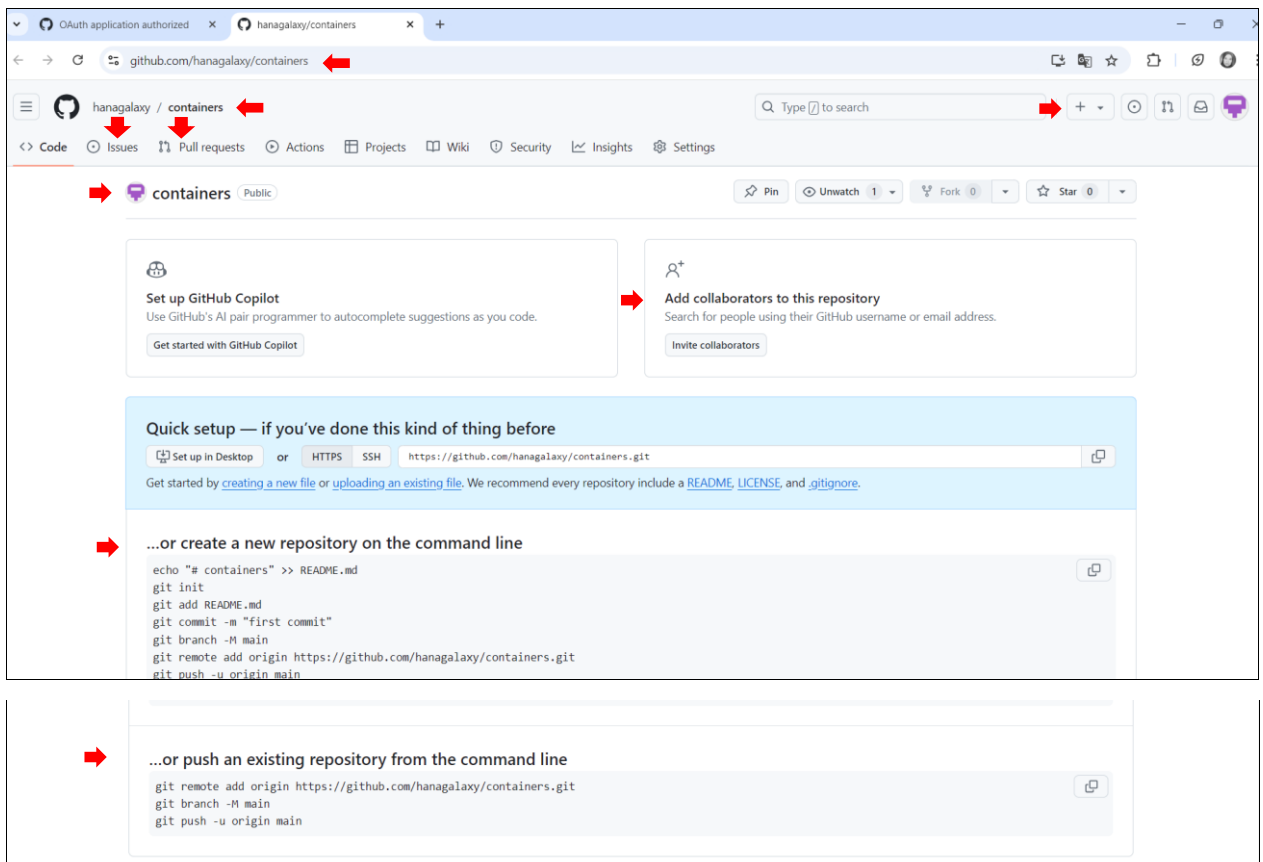 OAuth application authorized
hanagalaxy/containers
github.com/hanagalaxy/containers
hanagalaxy / containers
Type / to search
<> Code Issues Pull requests Actions Projects Wiki Security Insights Settings
containers Public
Pin Unwatch 1 Fork 0 Star 0
Set up GitHub Copilot
Use GitHub's AI pair programmer to autocomplete suggestions as you code.
Get started with GitHub Copilot
Add collaborators to this repository
Search for people using their GitHub username or email address.
Invite collaborators
Quick setup — if you've done this kind of thing before
Set up in Desktop or HTTPS SSH https://github.com/hanagalaxy/containers.git
Get started by creating a new file or uploading an existing file. We recommend every repository include a README, LICENSE, and .gitignore.
...or create a new repository on the command line
echo "# containers" >> README.md
git init
git add README.md
git commit -m "first commit"
git branch -M main
git remote add origin https://github.com/hanagalaxy/containers.git
git push -u origin main
...or push an existing repository from the command line
git remote add origin https://github.com/hanagalaxy/containers.git
git branch -M main
git push -u origin main